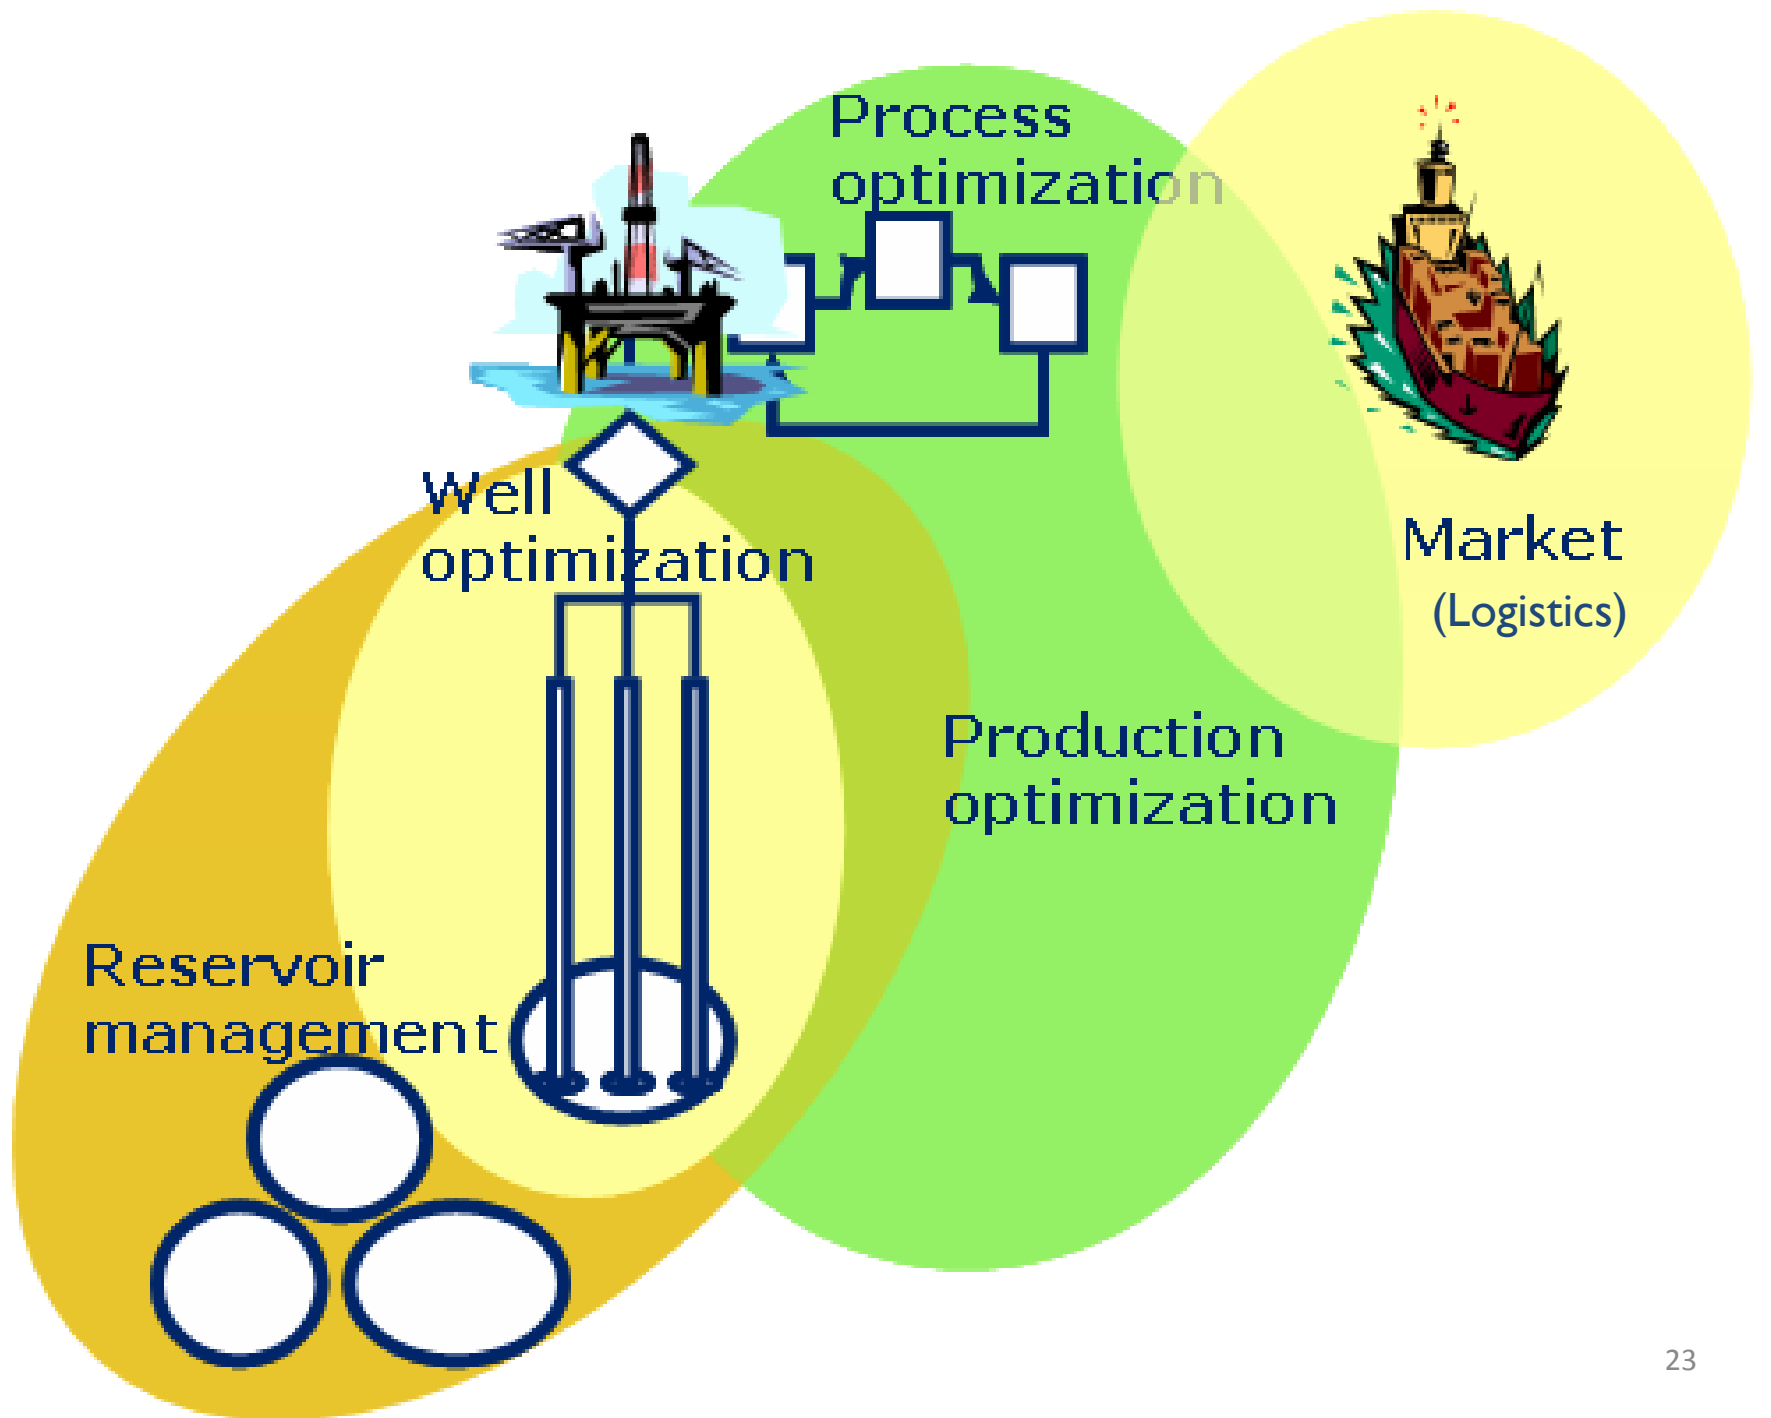 Process
optimization
Well
optimization
Market
(Logistics)
Production
optimization
Reservoir
management
23